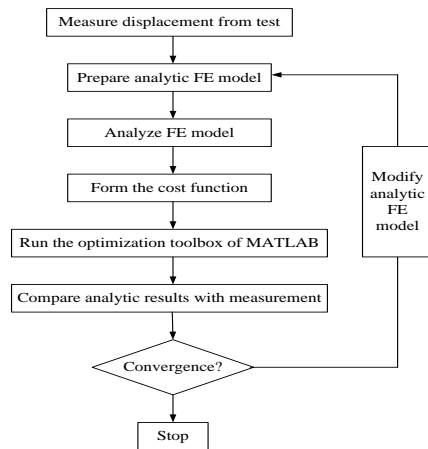 Measure displacement from test
Prepare analytic FE model
Analyze FE model
Form the cost function
Run the optimization toolbox of MATLAB
Compare analytic results with measurement
Convergence?
Stop
Modify
analytic
FE
model